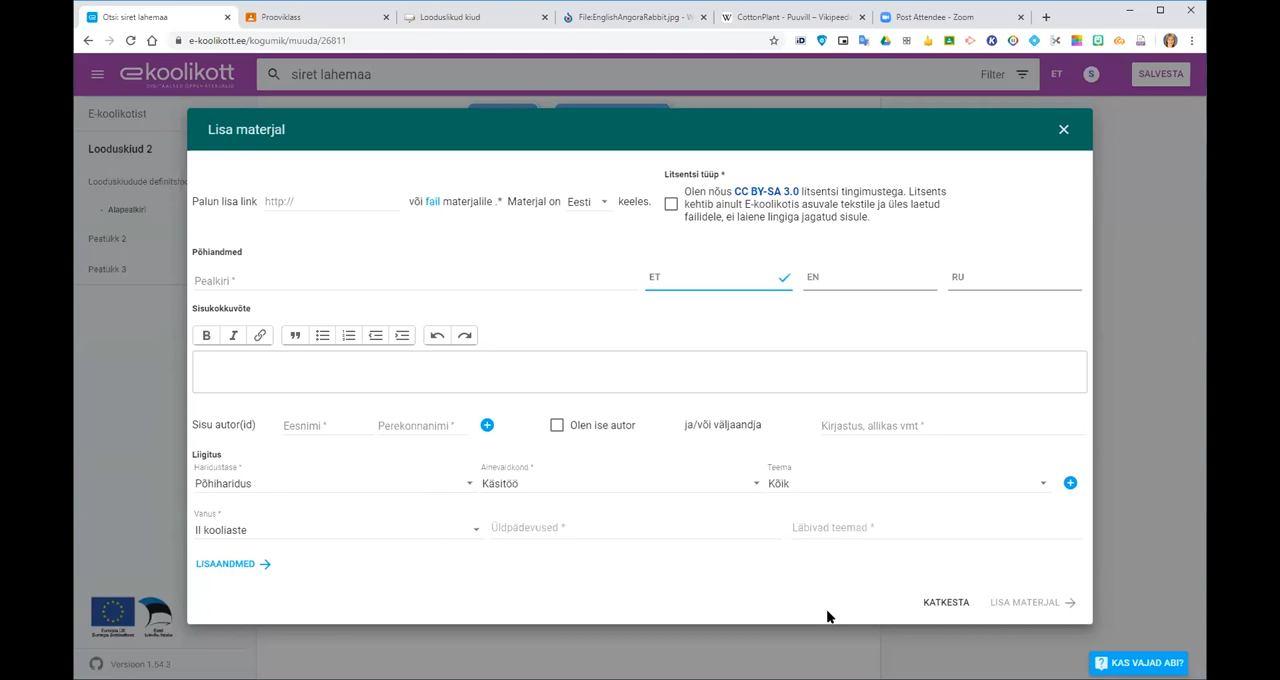 Otsi: siret lahemaa
Prooviklass
Looduslikud kiud
File:EnglishAngoraRabbit.jpg - W
CottonPlant - Puuvill – Vikipeedi
Post Attendee - Zoom
e-koolikott.ee/kogumik/muuda/26811
ekoolikott
DIGITAALSED ÕPPEMATERJALID
siret lahemaa
Filter
ET
S
SALVESTA
E-koolikotist
Looduskiud 2
Looduskiudude definitsioo
- Alapealkiri
Peatükk 2
Peatükk 3
Lisa materjal
Litsentsi tüüp *
Palun lisa link http:// või fail materjalile .* Materjal on Eesti keeles.
Olen nõus CC BY-SA 3.0 litsentsi tingimustega. Litsents
kehtib ainult E-koolikotis asuvale tekstile ja üles laetud
failidele, ei laiene lingiga jagatud sisule.
Põhiandmed
Pealkiri *
ET
EN
RU
Sisukokkuvõte
B I
Sisu autor(id) Eesnimi * Perekonnanimi * Olen ise autor ja/või väljaandja Kirjastus, allikas vmt *
Liigitus
Haridustase * Ainevaldkond * Teema
Põhiharidus Käsitöö Kõik
Vanus *
II kooliaste Üldpädevused * Läbivad teemad *
LISAANDMED
KATKESTA LISA MATERJAL
Versioon 1.54.3
KAS VAJAD ABI?